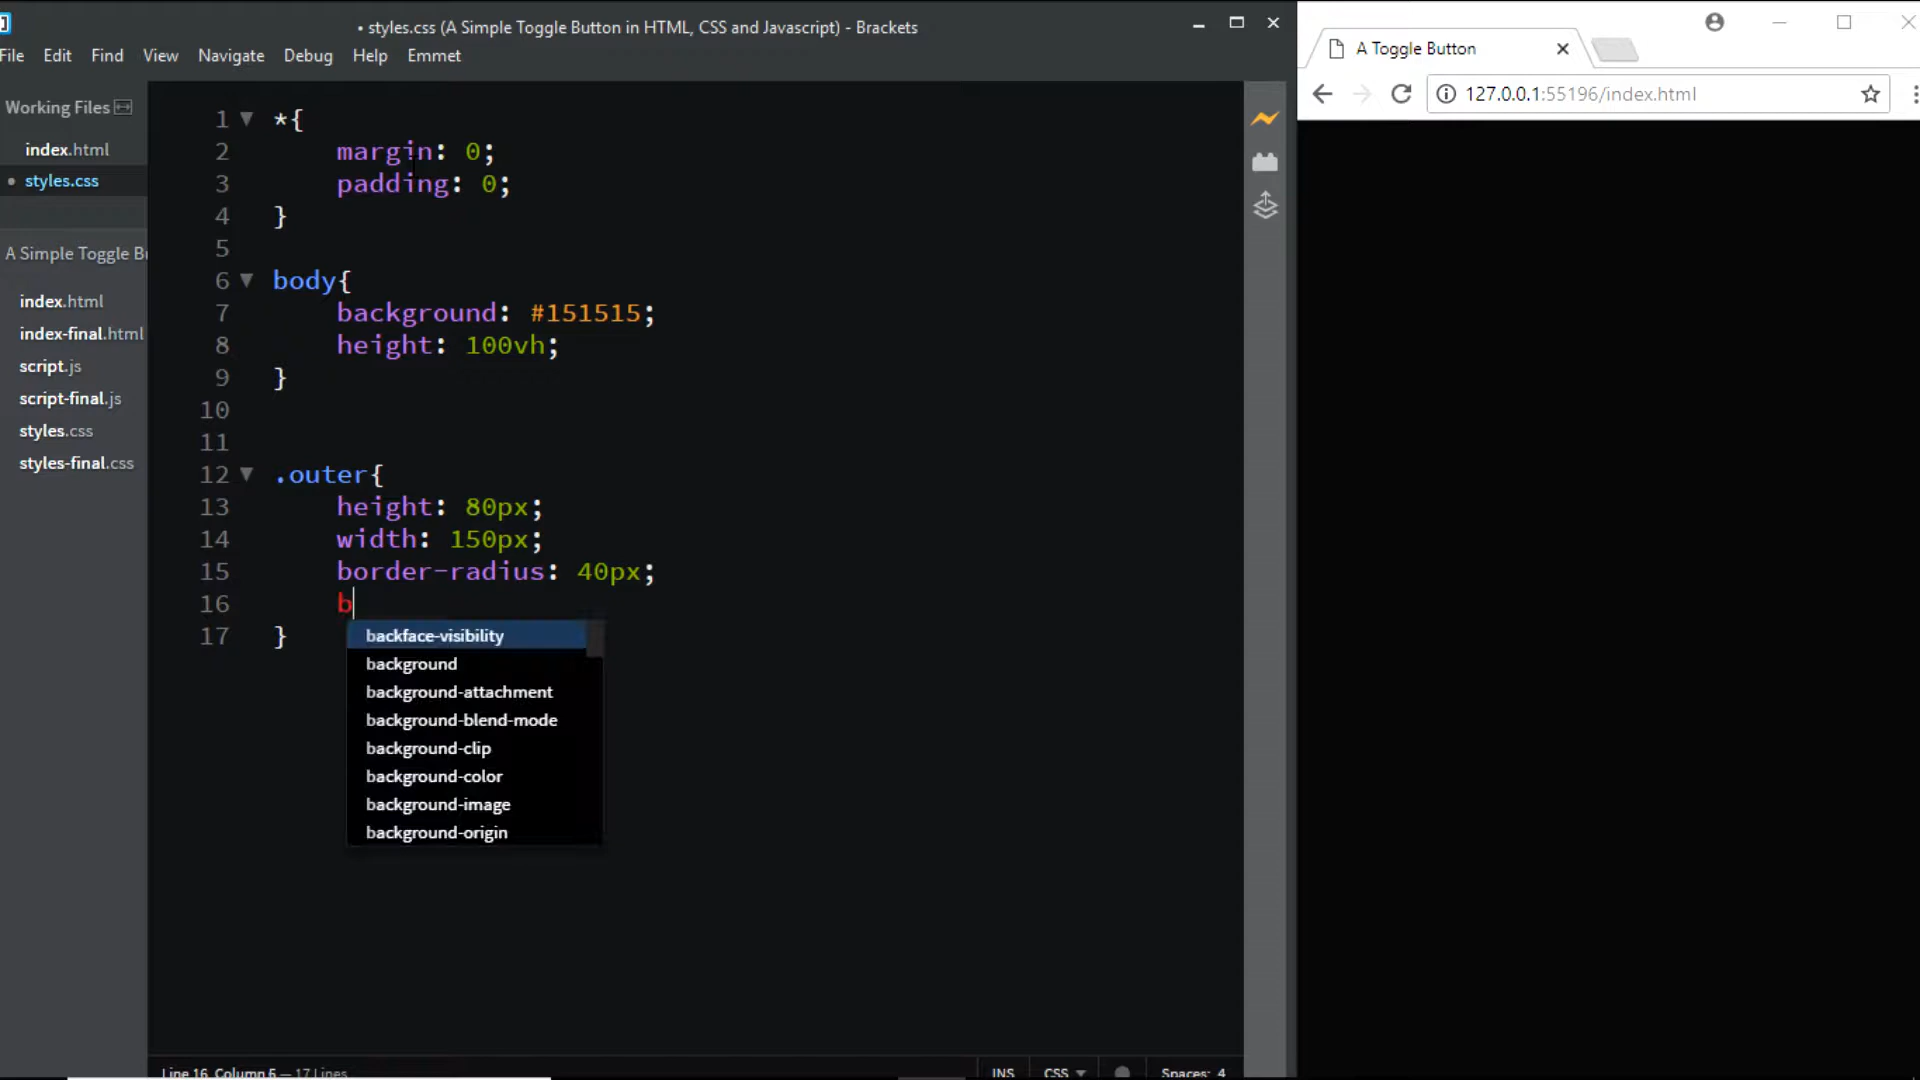 • styles.css (A Simple Toggle Button in HTML, CSS and Javascript) - Brackets
File Edit Find View Navigate Debug Help Emmet
Working Files
index.html
• styles.css
A Simple Toggle Bu
index.html
index-final.html
script.js
script-final.js
styles.css
styles-final.css
1 *{
2 margin: 0;
3 padding: 0;
4 }
5
6 body{
7 background: #151515;
8 height: 100vh;
9 }
10
11
12 .outer{
13 height: 80px;
14 width: 150px;
15 border-radius: 40px;
16 b
17 }
backface-visibility
background
background-attachment
background-blend-mode
background-clip
background-color
background-image
background-origin
Line 16, Column 6 — 17 Lines
INS CSS Spaces: 4
A Toggle Button
127.0.0.1:55196/index.html